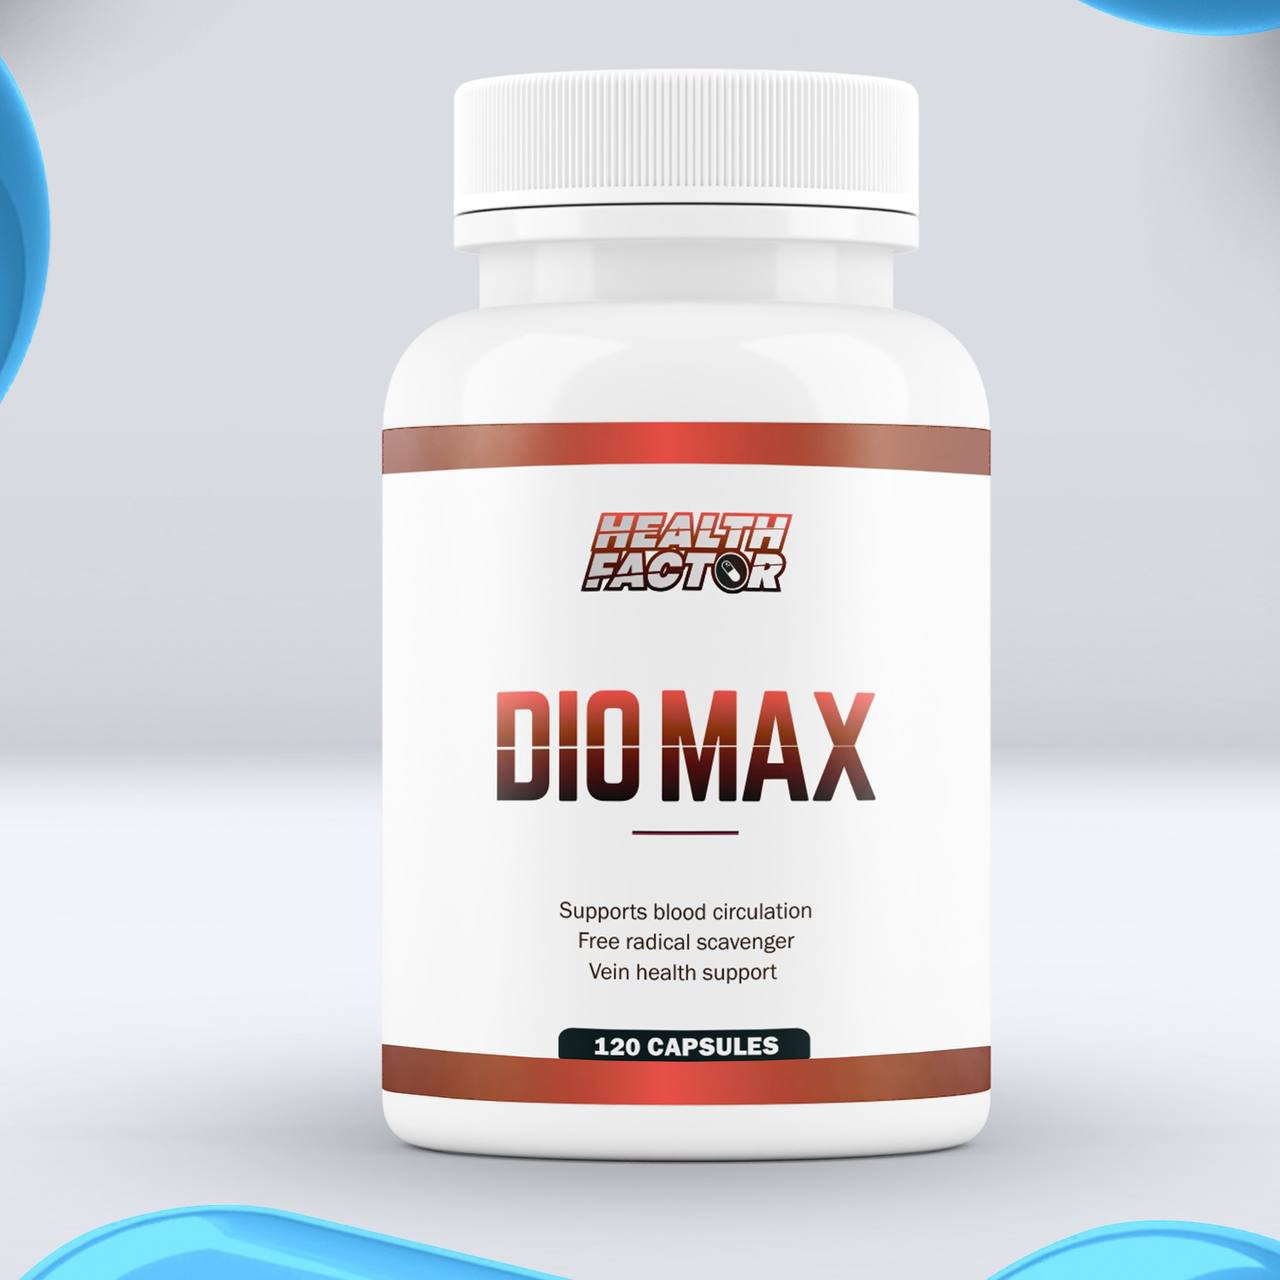 HEALTH
FACTOR
DIO MAX
Supports blood circulation
Free radical scavenger
Vein health support
120 CAPSULES